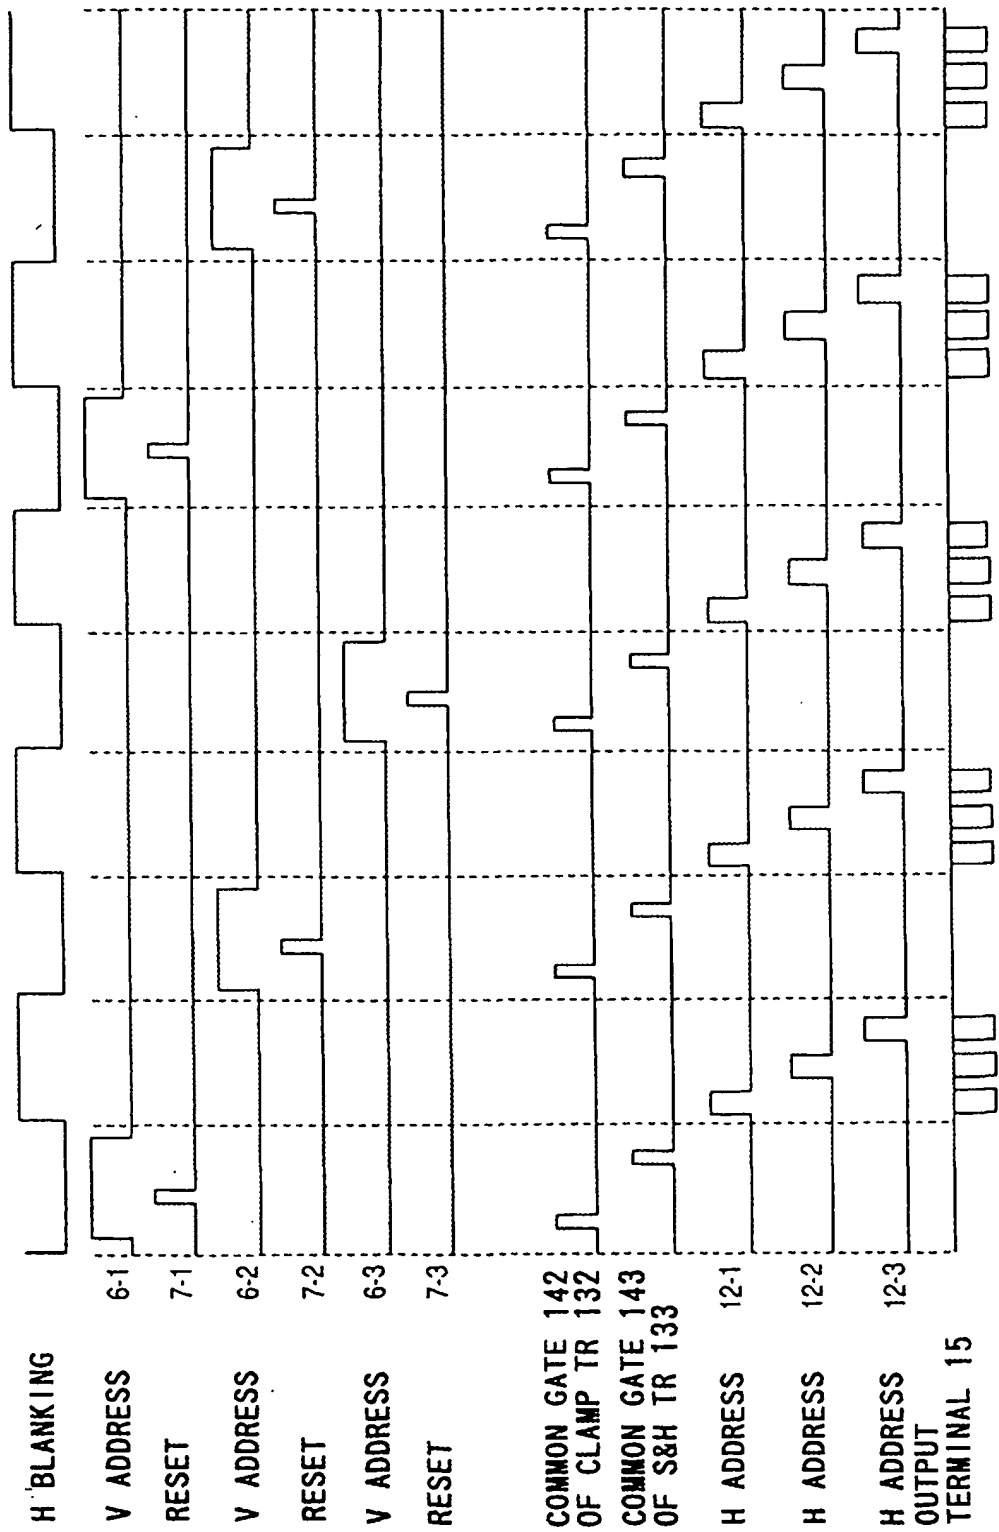 H BLANKING
V ADDRESS 6-1
RESET 7-1
V ADDRESS 6-2
RESET 7-2
V ADDRESS 6-3
RESET 7-3
COMMON GATE 142
OF CLAMP TR 132
COMMON GATE 143
OF S&H TR 133
H ADDRESS 12-1
H ADDRESS 12-2
H ADDRESS 12-3
OUTPUT
TERMINAL 15